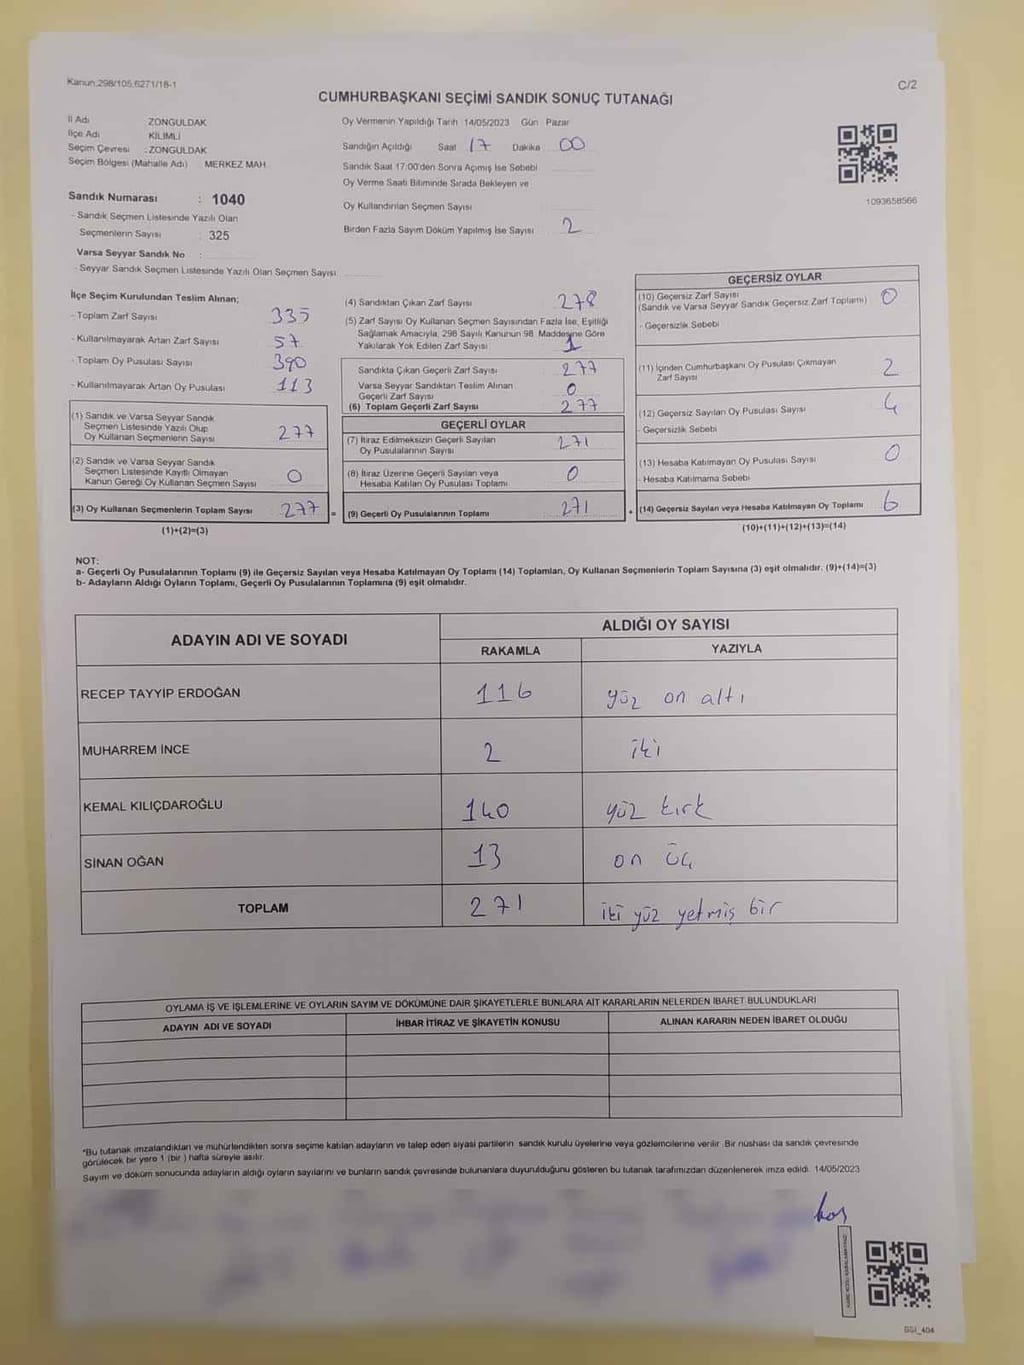 Kanun:298/105,6271/18-1
C/2
CUMHURBAŞKANI SEÇİMİ SANDIK SONUÇ TUTANAĞI
İl Adı ZONGULDAK
İlçe Adı KİLİMLİ
Seçim Çevresi : ZONGULDAK
Seçim Bölgesi (Mahalle Adı) MERKEZ MAH.
Sandık Numarası : 1040
- Sandık Seçmen Listesinde Yazılı Olan
Seçmenlerin Sayısı : 325
Varsa Seyyar Sandık No :
- Seyyar Sandık Seçmen Listesinde Yazılı Olan Seçmen Sayısı
Oy Vermenin Yapıldığı Tarih 14/05/2023 Gün Pazar
Sandığın Açıldığı Saat 17 Dakika 00
Sandık Saat 17:00'den Sonra Açımış İse Sebebi
Oy Verme Saati Bitiminde Sırada Bekleyen ve
Oy Kullandırılan Seçmen Sayısı
Birden Fazla Sayım Döküm Yapılmış İse Sayısı 2
1093658566
İlçe Seçim Kurulundan Teslim Alınan;
- Toplam Zarf Sayısı 335
- Kullanılmayarak Artan Zarf Sayısı 57
- Toplam Oy Pusulası Sayısı 390
- Kullanılmayarak Artan Oy Pusulası 113
(1) Sandık ve Varsa Seyyar Sandık
Seçmen Listesinde Yazılı Olup
Oy Kullanan Seçmenlerin Sayısı 277
(2) Sandık ve Varsa Seyyar Sandık
Seçmen Listesinde Kayıtlı Olmayan
Kanun Gereği Oy Kullanan Seçmen Sayısı 0
(3) Oy Kullanan Seçmenlerin Toplam Sayısı 277
(1)+(2)=(3)
(4) Sandıktan Çıkan Zarf Sayısı 278
(5) Zarf Sayısı Oy Kullanan Seçmen Sayısından Fazla İse, Eşitliği
Sağlamak Amacıyla, 298 Sayılı Kanunun 98. Maddesine Göre
Yakılarak Yok Edilen Zarf Sayısı 1
Sandıkta Çıkan Geçerli Zarf Sayısı 277
Varsa Seyyar Sandıktan Teslim Alınan
Geçerli Zarf Sayısı 0
(6) Toplam Geçerli Zarf Sayısı 277
GEÇERLİ OYLAR
(7) İtiraz Edilmeksizin Geçerli Sayılan
Oy Pusulalarının Sayısı 271
(8) İtiraz Üzerine Geçerli Sayılan veya
Hesaba Katılan Oy Pusulası Toplamı 0
= (9) Geçerli Oy Pusulalarının Toplamı 271
GEÇERSİZ OYLAR
(10) Geçersiz Zarf Sayısı
(Sandık ve Varsa Seyyar Sandık Geçersiz Zarf Toplamı) 0
- Geçersizlik Sebebi
(11) İçinden Cumhurbaşkanı Oy Pusulası Çıkmayan
Zarf Sayısı 2
(12) Geçersiz Sayılan Oy Pusulası Sayısı 4
- Geçersizlik Sebebi
(13) Hesaba Katılmayan Oy Pusulası Sayısı 0
- Hesaba Katılmama Sebebi
+ (14) Geçersiz Sayılan veya Hesaba Katılmayan Oy Toplamı 6
(10)+(11)+(12)+(13)=(14)
NOT:
a- Geçerli Oy Pusulalarının Toplamı (9) ile Geçersiz Sayılan veya Hesaba Katılmayan Oy Toplamı (14) Toplamları, Oy Kullanan Seçmenlerin Toplam Sayısına (3) eşit olmalıdır. (9)+(14)=(3)
b- Adayların Aldığı Oyların Toplamı, Geçerli Oy Pusulalarının Toplamına (9) eşit olmalıdır.
ADAYIN ADI VE SOYADI
ALDIĞI OY SAYISI
RAKAMLA YAZIYLA
RECEP TAYYİP ERDOĞAN 116 yüz on altı
MUHARREM İNCE 2 iki
KEMAL KILIÇDAROĞLU 140 yüz kırk
SİNAN OĞAN 13 on üç
TOPLAM 271 iki yüz yetmiş bir
OYLAMA İŞ VE İŞLEMLERİNE VE OYLARIN SAYIM VE DÖKÜMÜNE DAİR ŞİKAYETLERLE BUNLARA AİT KARARLARIN NELERDEN İBARET BULUNDUKLARI
ADAYIN ADI VE SOYADI İHBAR İTİRAZ VE ŞİKAYETİN KONUSU ALINAN KARARIN NEDEN İBARET OLDUĞU
*Bu tutanak imzalandıktan ve mühürlendikten sonra seçime katılan adayların ve talep eden siyasi partilerin sandık kurulu üyelerine veya gözlemcilerine verilir. Bir nüshası da sandık çevresinde
görülecek bir yere 1 (bir) hafta süreyle asılır.
Sayım ve döküm sonucunda adayların aldığı oyların sayılarını ve bunların sandık çevresinde bulunanlara duyurulduğunu gösteren bu tutanak tarafımızdan düzenlenerek imza edildi. 14/05/2023